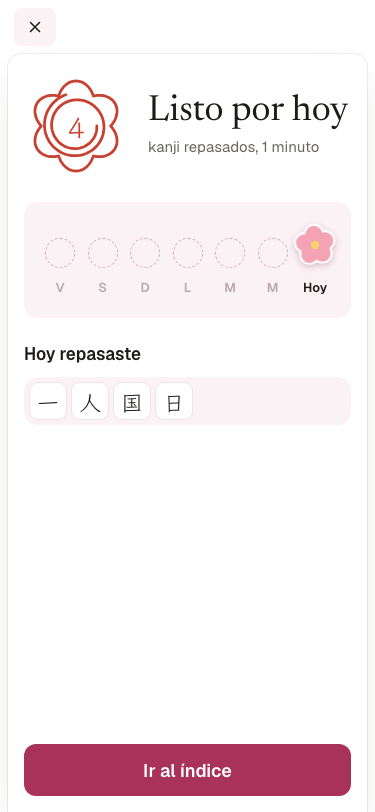 4
Listo por hoy
kanji repasados, 1 minuto
V S D L M M Hoy
Hoy repasaste
一 人 国 日
Ir al índice